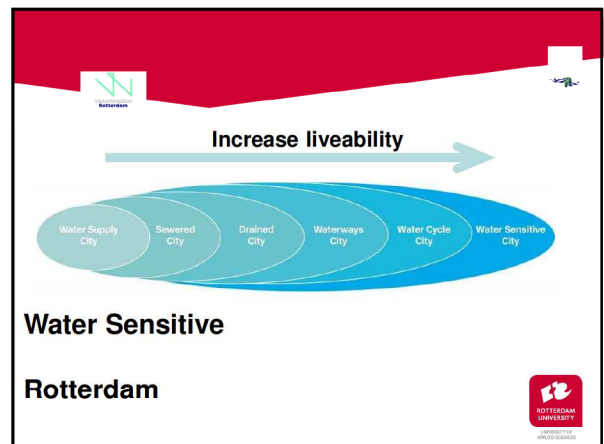 Rotterdam
Increase liveability
Water Supply City
Sewered City
Drained City
Waterways City
Water Cycle City
Water Sensitive City
Water Sensitive
Rotterdam
ROTTERDAM
UNIVERSITY
UNIVERSITY OF
APPLIED SCIENCES